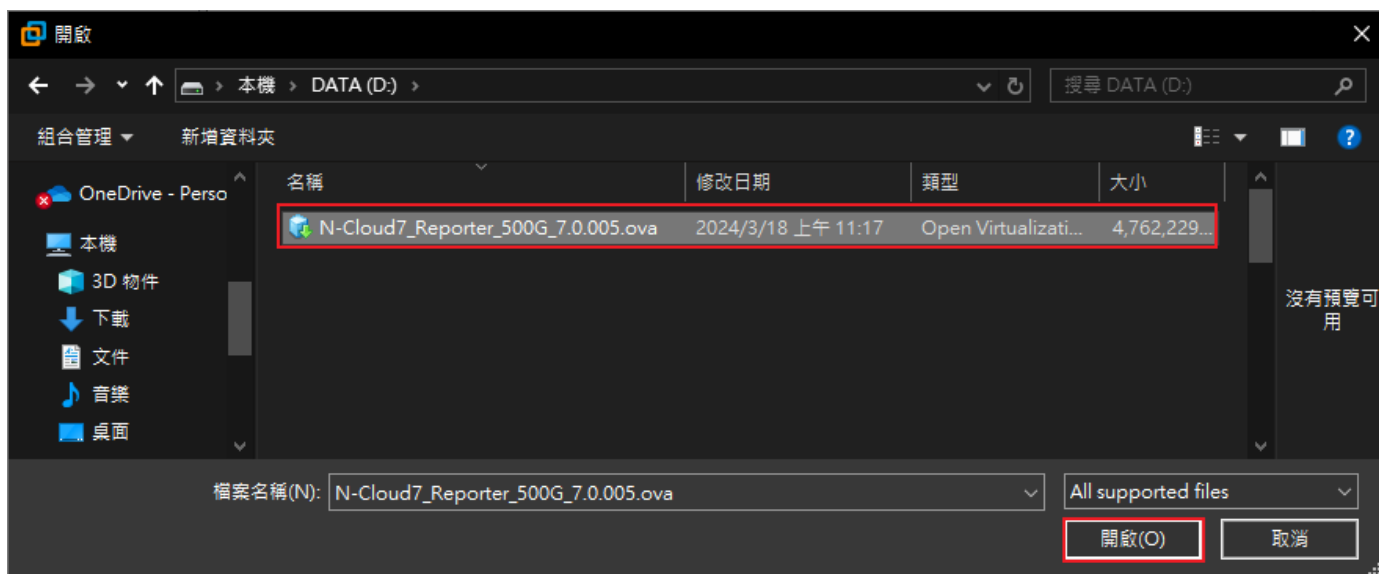 開啟
本機 › DATA (D:) ›
搜尋 DATA (D:)
組合管理
新增資料夾
OneDrive - Perso
本機
3D 物件
下載
文件
音樂
桌面
名稱
修改日期
類型
大小
N-Cloud7_Reporter_500G_7.0.005.ova
2024/3/18 上午 11:17
Open Virtualizati...
4,762,229...
沒有預覽可
用
檔案名稱(N):
N-Cloud7_Reporter_500G_7.0.005.ova
All supported files
開啟(O)
取消